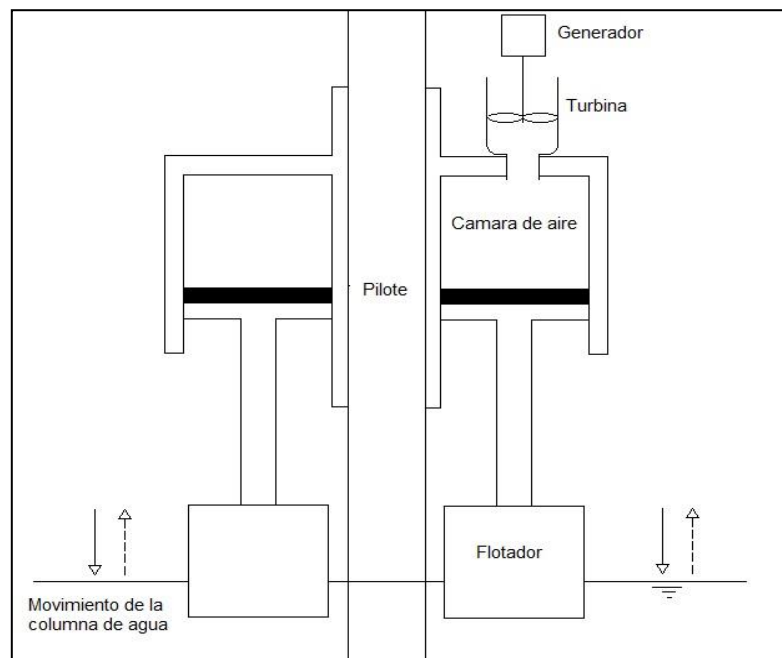 Generador
Turbina
Camara de aire
Pilote
Flotador
Movimiento de la
columna de agua